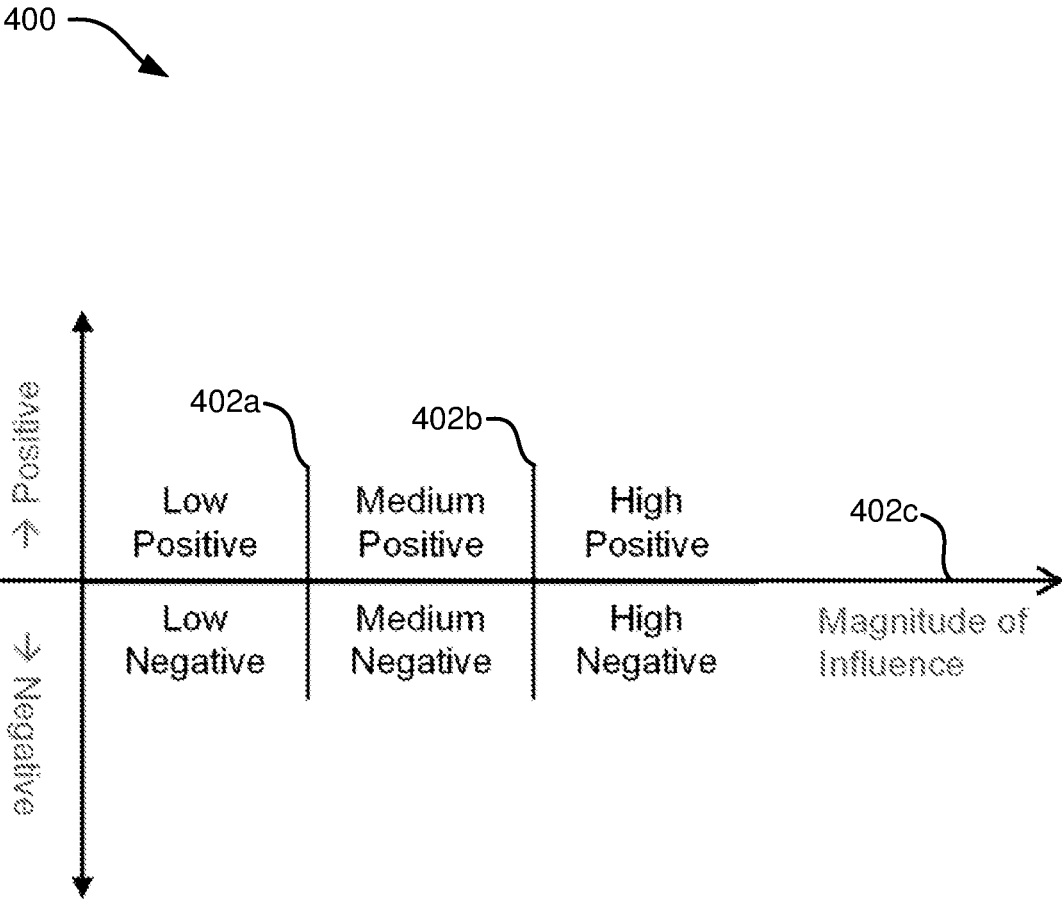 400
402a
402b
Low
Positive
Medium
Positive
High
Positive
402c
→ Positive
Low
Negative
Medium
Negative
High
Negative
Magnitude of
Influence
→ Negative